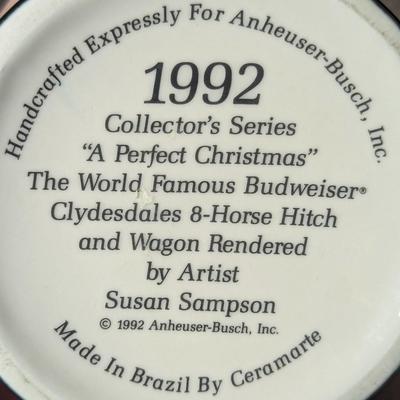 Handcrafted Expressly For Anheuser-Busch, Inc.
1992
Collector's Series
"A Perfect Christmas"
The World Famous Budweiser®
Clydesdales 8-Horse Hitch
and Wagon Rendered
by Artist
Susan Sampson
© 1992 Anheuser-Busch, Inc.
Made In Brazil By Ceramarte